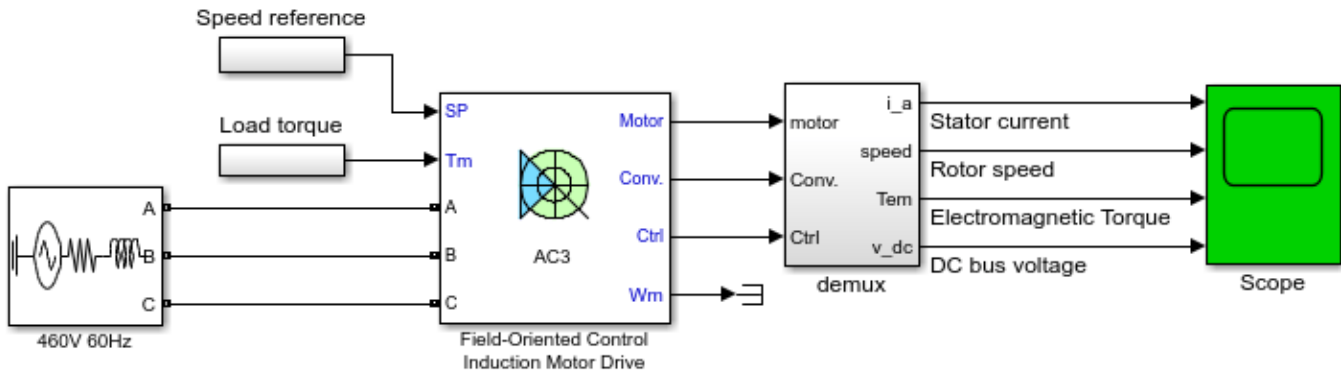 Speed reference
Load torque
A
B
C
460V 60Hz
SP
Tm
A
B
C
Motor
Conv.
Ctrl
Wm
AC3
Field-Oriented Control
Induction Motor Drive
motor
Conv.
Ctrl
i_a
speed
Tem
v_dc
demux
Stator current
Rotor speed
Electromagnetic Torque
DC bus voltage
Scope